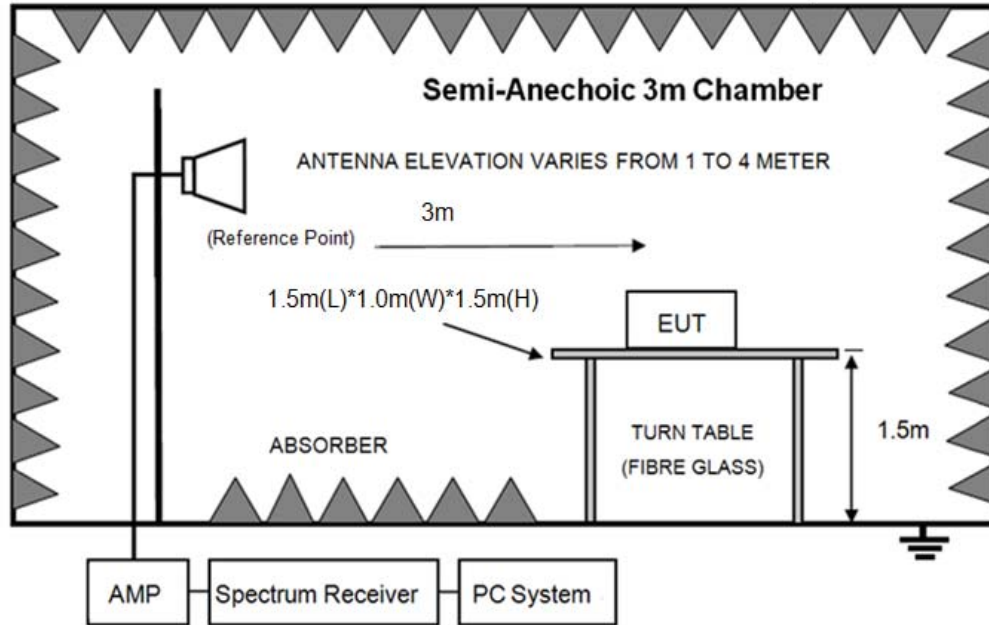 Semi-Anechoic 3m Chamber
ANTENNA ELEVATION VARIES FROM 1 TO 4 METER
3m
(Reference Point)
1.5m(L)*1.0m(W)*1.5m(H)
EUT
1.5m
TURN TABLE
(FIBRE GLASS)
ABSORBER
AMP
Spectrum Receiver
PC System